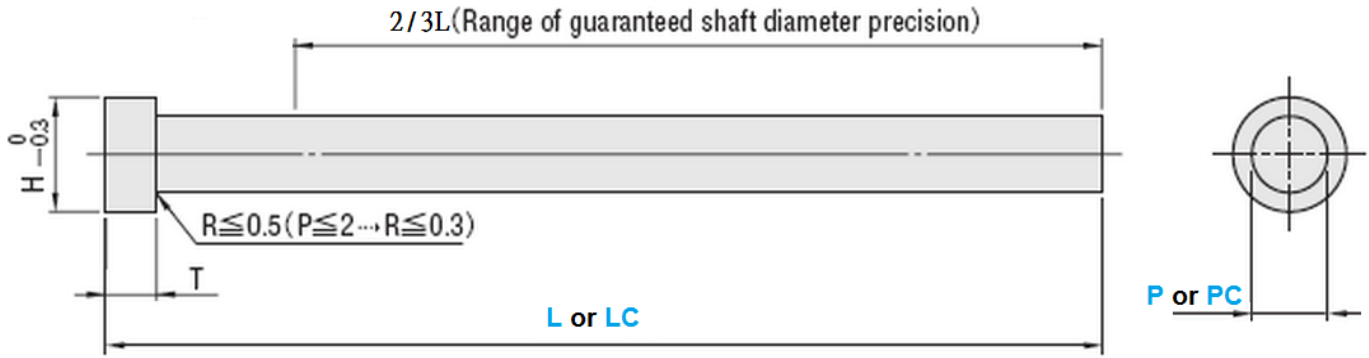 2/3L(Range of guaranteed shaft diameter precision)
H 0 -0.3
R≦0.5(P≦2⋯→R≦0.3)
T
L or LC
P or PC